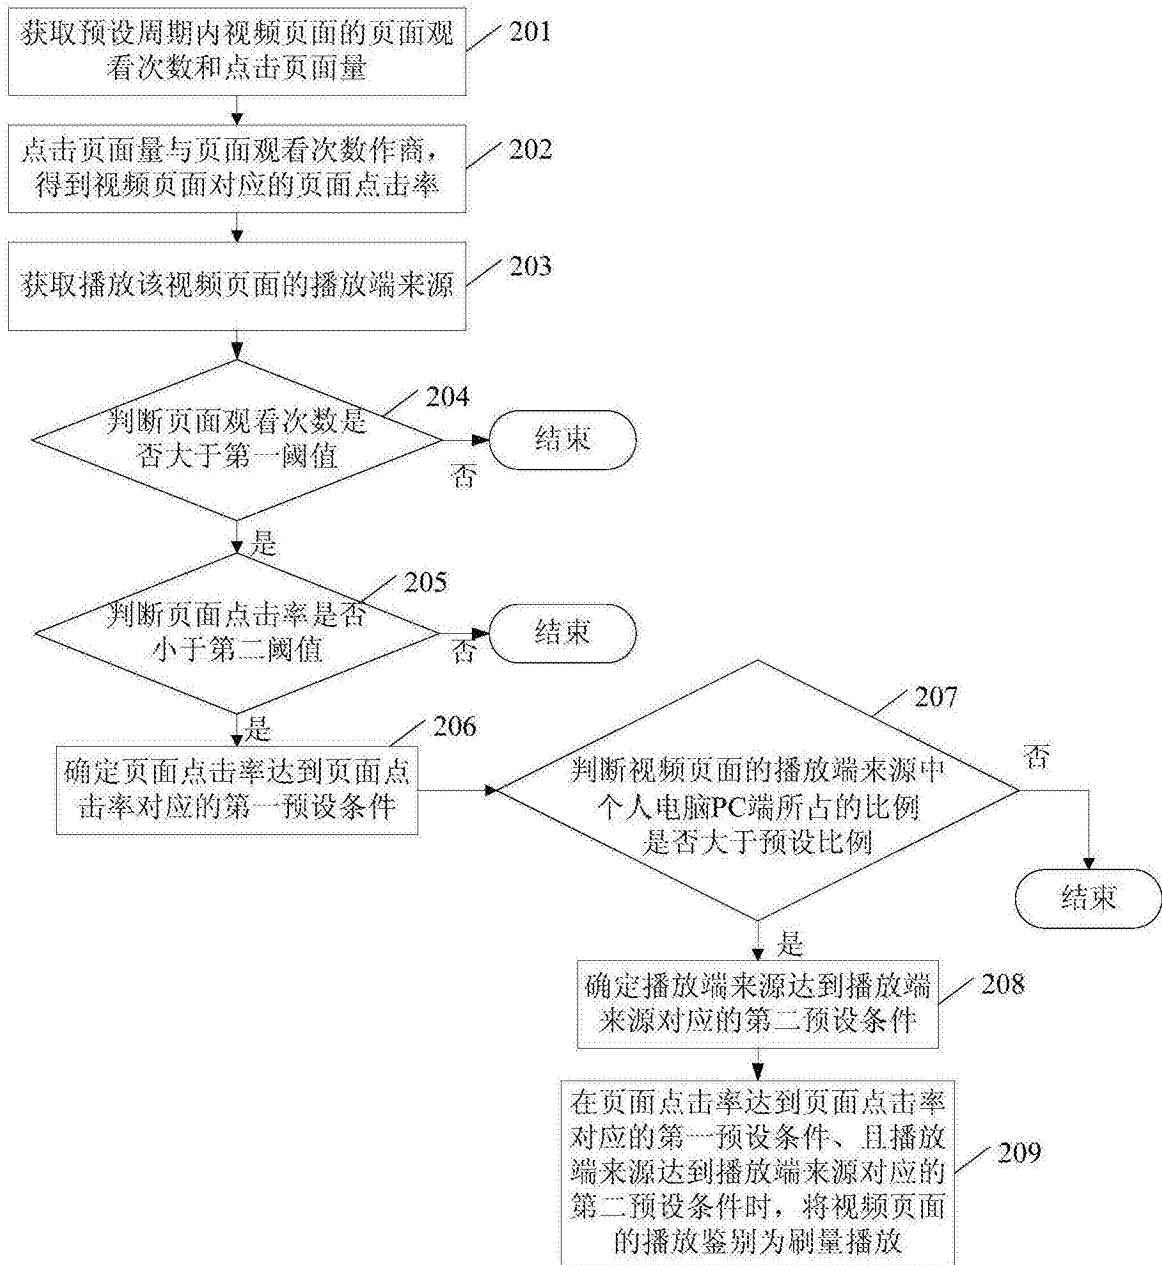 获取预设周期内视频页面的页面观
看次数和点击页面量
201
点击页面量与页面观看次数作商，
得到视频页面对应的页面点击率
202
获取播放该视频页面的播放端来源
203
判断页面观看次数是
否大于第一阈值
204
否
结束
是
判断页面点击率是否
小于第二阈值
205
否
结束
是
确定页面点击率达到页面点
击率对应的第一预设条件
206
判断视频页面的播放端来源中
个人电脑PC端所占的比例
是否大于预设比例
207
否
结束
是
确定播放端来源达到播放端
来源对应的第二预设条件
208
在页面点击率达到页面点击率
对应的第一预设条件、且播放
端来源达到播放端来源对应的
第二预设条件时，将视频页面
的播放鉴别为刷量播放
209